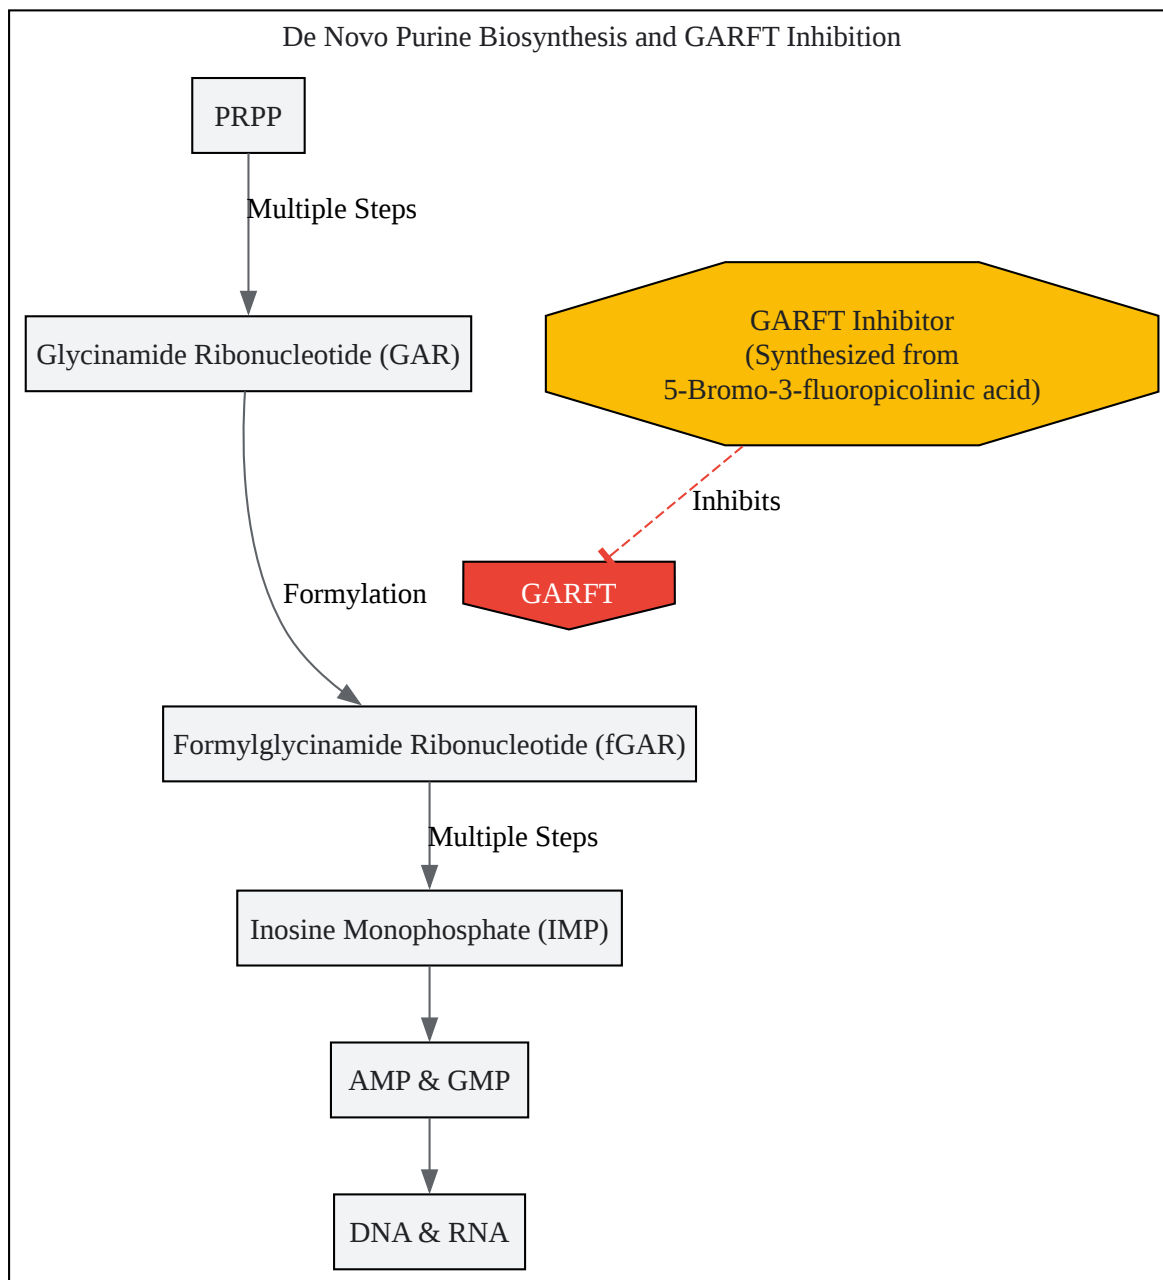 De Novo Purine Biosynthesis and GARFT Inhibition
PRPP
Multiple Steps
Glycinamide Ribonucleotide (GAR)
GARFT Inhibitor
(Synthesized from
5-Bromo-3-fluoropicolinic acid)
Inhibits
Formylation
GARFT
Formylglycinamide Ribonucleotide (fGAR)
Multiple Steps
Inosine Monophosphate (IMP)
AMP & GMP
DNA & RNA